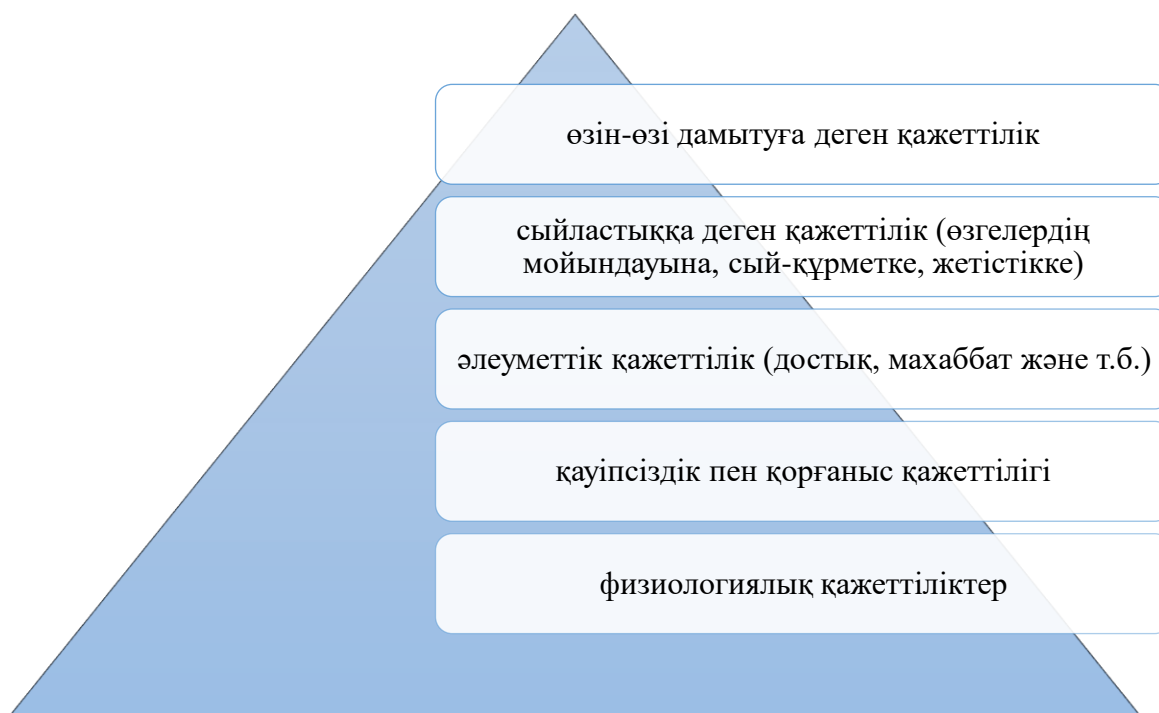 өзін-өзі дамытуға деген қажеттілік
сыйластыққа деген қажеттілік (өзгелердің
мойындауына, сый-құрметке, жетістікке)
әлеуметтік қажеттілік (достық, махаббат және т.б.)
қауіпсіздік пен қорғаныс қажеттілігі
физиологиялық қажеттіліктер